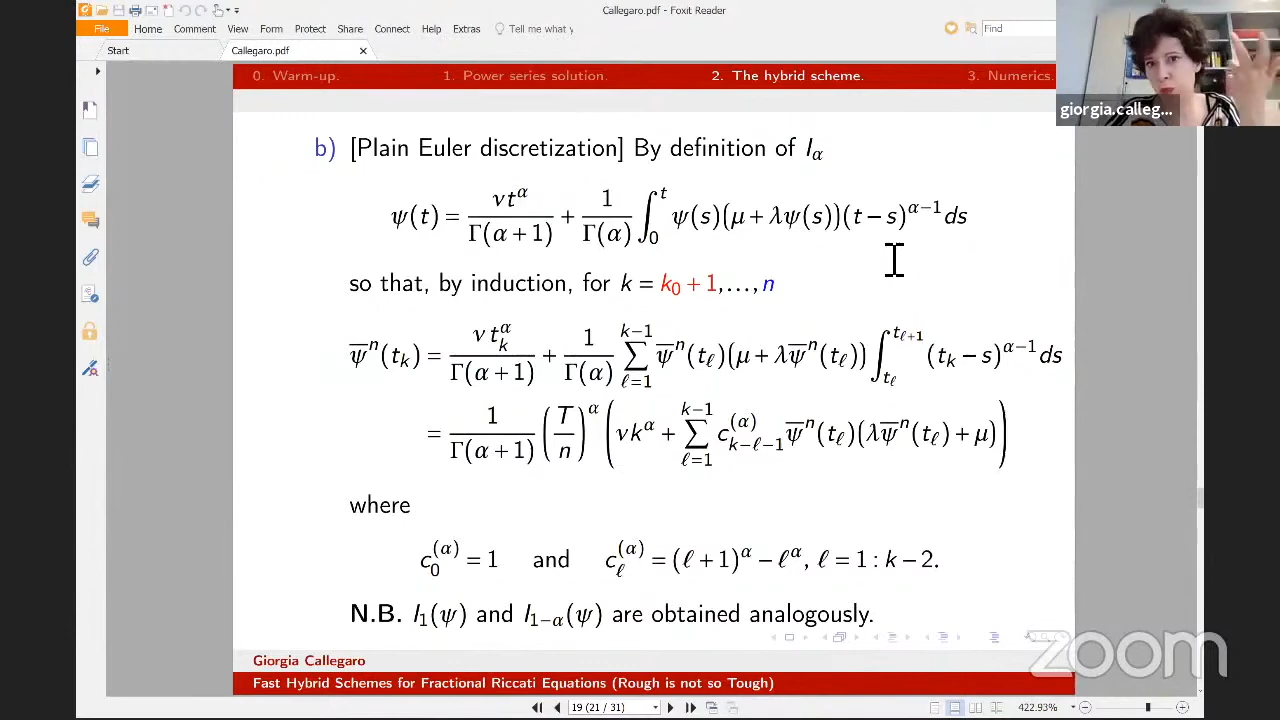 Callegaro.pdf - Foxit Reader
File Home Comment View Form Protect Share Connect Help Extras Tell me what y Find
Start Callegaro.pdf ×
0. Warm-up. 1. Power series solution. 2. The hybrid scheme. 3. Numerics.
giorgia.calleg...
b) [Plain Euler discretization] By definition of I_α
ψ(t) = νt^α / Γ(α + 1) + 1 / Γ(α) ∫_0^t ψ(s)(μ + λψ(s))(t − s)^{α−1} ds
so that, by induction, for k = k_0 + 1,…, n
ψ̅^n(t_k) = ν t_k^α / Γ(α + 1) + 1 / Γ(α) ∑_{ℓ=1}^{k−1} ψ̅^n(t_ℓ)(μ + λψ̅^n(t_ℓ)) ∫_{t_ℓ}^{t_{ℓ+1}} (t_k − s)^{α−1} ds
= 1 / Γ(α + 1) (T / n)^α (νk^α + ∑_{ℓ=1}^{k−1} c_{k−ℓ−1}^{(α)} ψ̅^n(t_ℓ)(λψ̅^n(t_ℓ) + μ))
where
c_0^{(α)} = 1 and c_ℓ^{(α)} = (ℓ + 1)^α − ℓ^α, ℓ = 1 : k − 2.
N.B. I_1(ψ) and I_{1−α}(ψ) are obtained analogously.
zoom
Giorgia Callegaro
Fast Hybrid Schemes for Fractional Riccati Equations (Rough is not so Tough)
19 (21 / 31) 422.93%